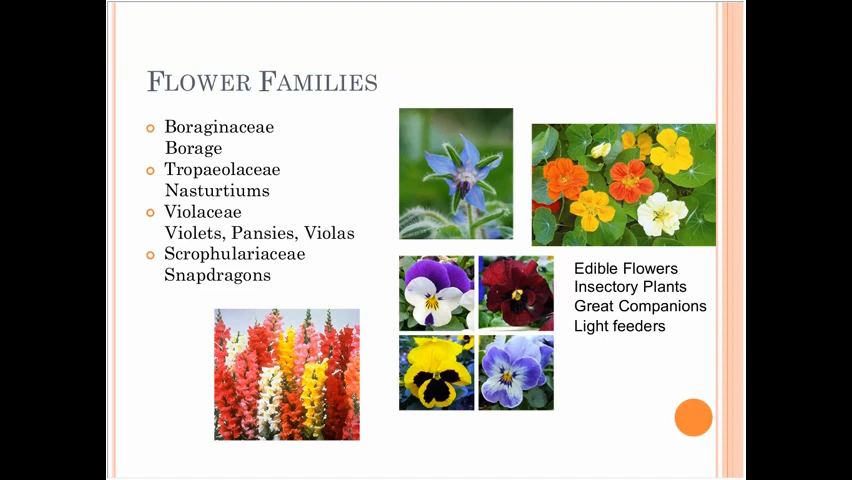 FLOWER FAMILIES
Boraginaceae
Borage
Tropaeolaceae
Nasturtiums
Violaceae
Violets, Pansies, Violas
Scrophulariaceae
Snapdragons
Edible Flowers
Insectory Plants
Great Companions
Light feeders